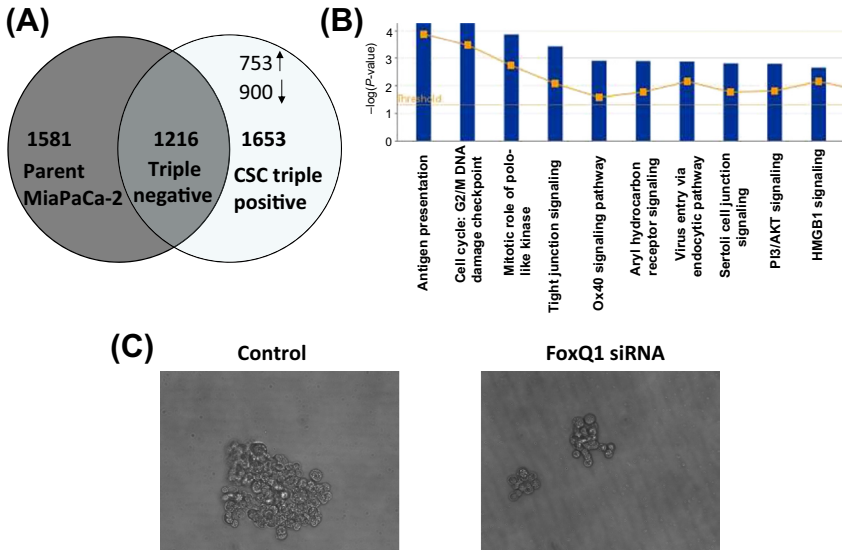 (A)
753↑
900↓
1581
1216
1653
Parent
MiaPaCa-2
Triple
negative
CSC triple
positive
(B)
–log(P-value)
4
3
2
1
0
Threshold
Antigen presentation
Cell cycle: G2/M DNA
damage checkpoint
Mitotic role of polo-
like kinase
Tight junction signaling
Ox40 signaling pathway
Aryl hydrocarbon
receptor signaling
Virus entry via
endocytic pathway
Sertoli cell junction
signaling
PI3/AKT signaling
HMGB1 signaling
(C)
Control
FoxQ1 siRNA